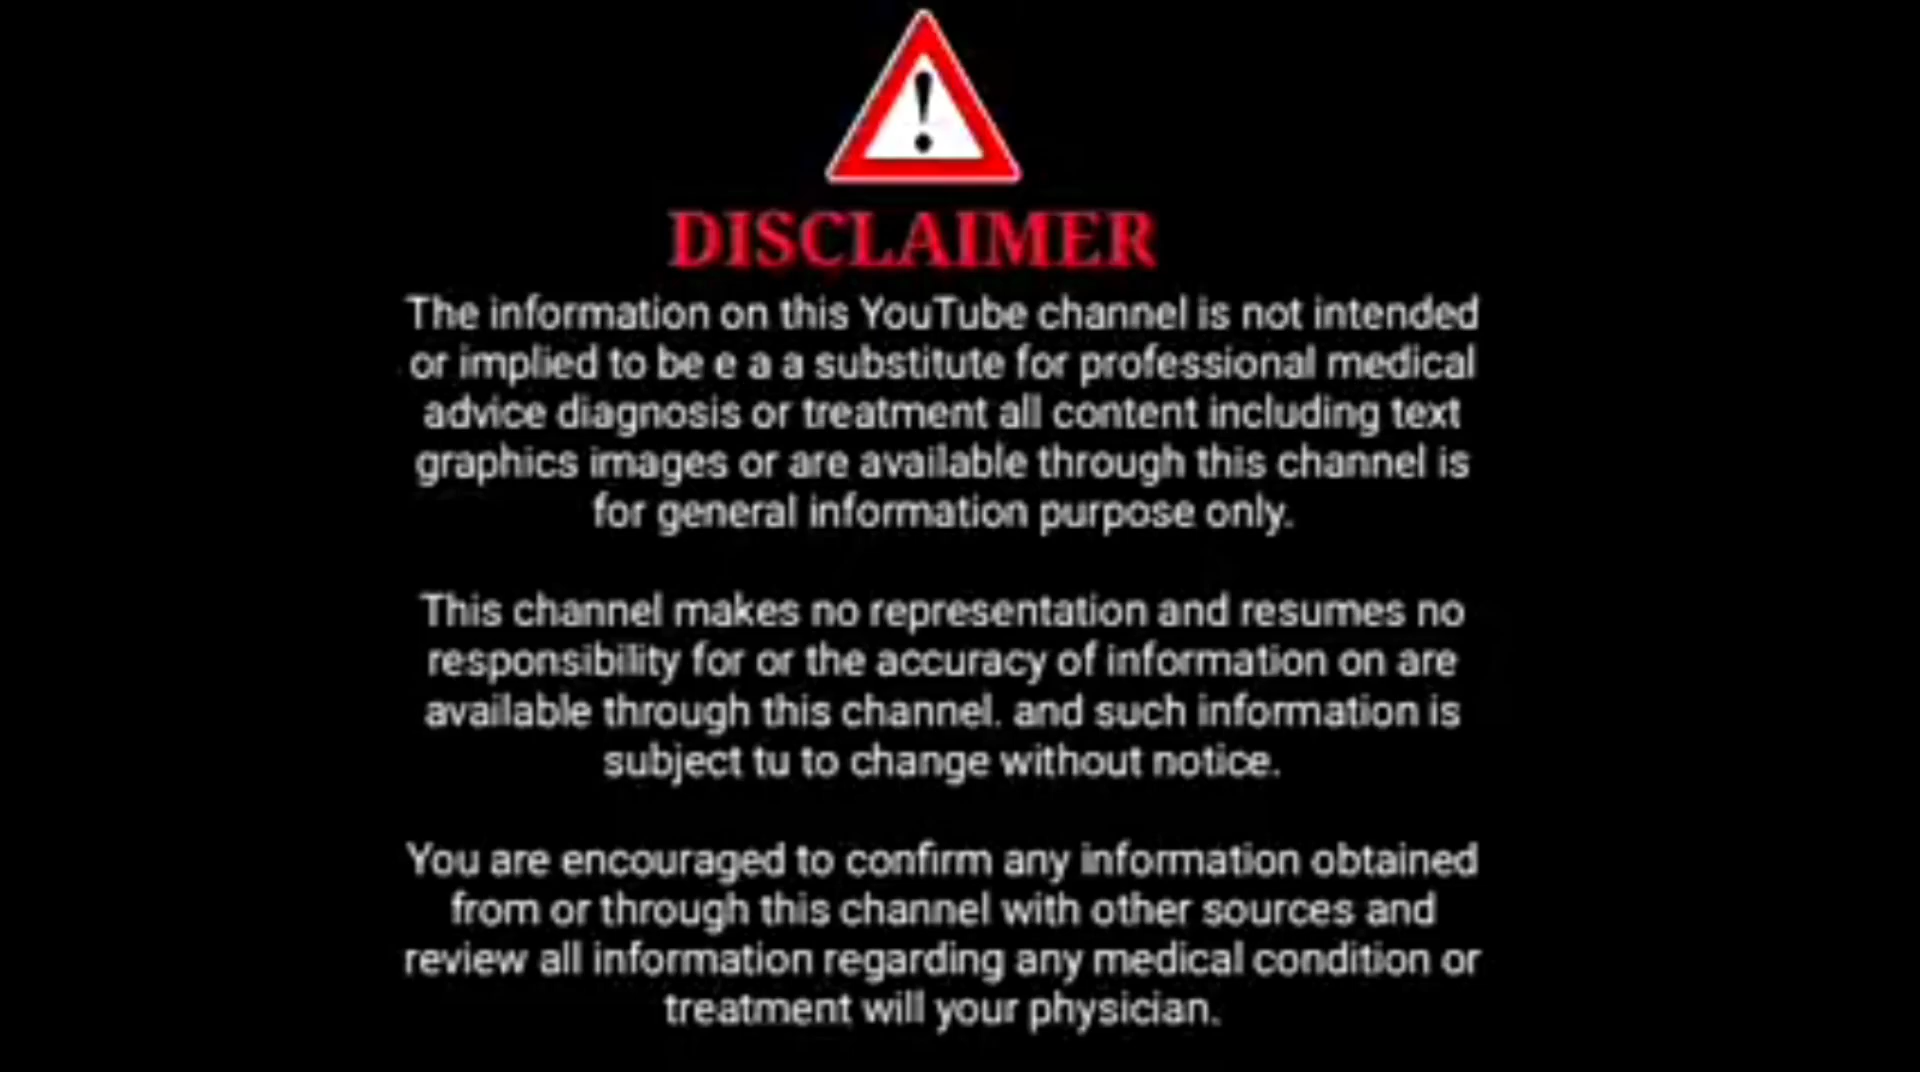 !
DISCLAIMER
The information on this YouTube channel is not intended
or implied to be e a a substitute for professional medical
advice diagnosis or treatment all content including text
graphics images or are available through this channel is
for general information purpose only.
This channel makes no representation and resumes no
responsibility for or the accuracy of information on are
available through this channel. and such information is
subject tu to change without notice.
You are encouraged to confirm any information obtained
from or through this channel with other sources and
review all information regarding any medical condition or
treatment will your physician.